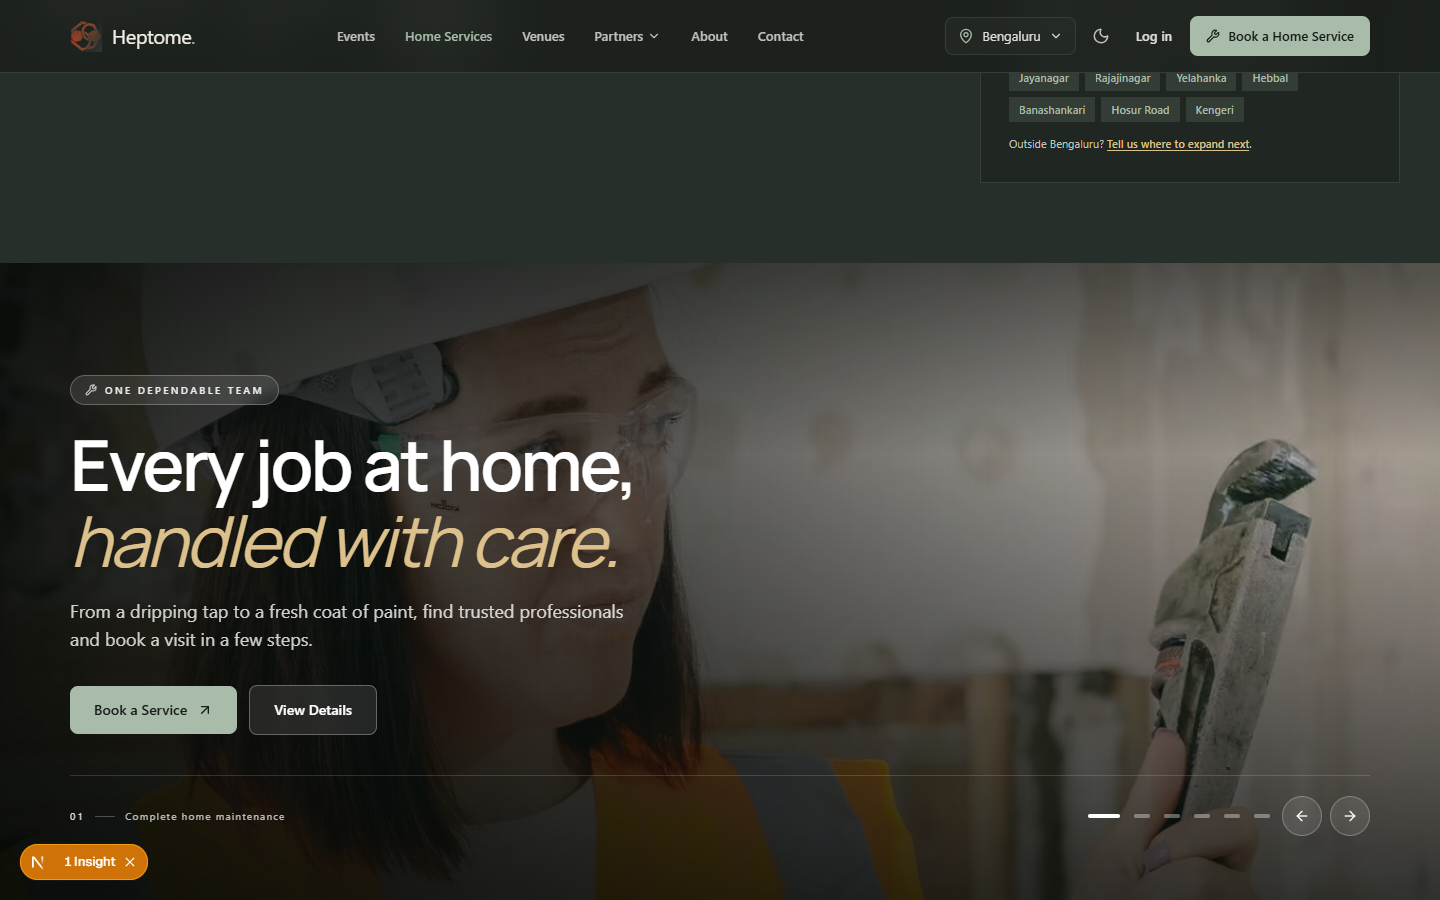 Heptome.
Events
Home Services
Venues
Partners
About
Contact
Bengaluru
Log in
Book a Home Service
Jayanagar
Rajajinagar
Yelahanka
Hebbal
Banashankari
Hosur Road
Kengeri
Outside Bengaluru? Tell us where to expand next.
ONE DEPENDABLE TEAM
Every job at home,
handled with care.
From a dripping tap to a fresh coat of paint, find trusted professionals
and book a visit in a few steps.
Book a Service
View Details
01
Complete home maintenance
1 Insight